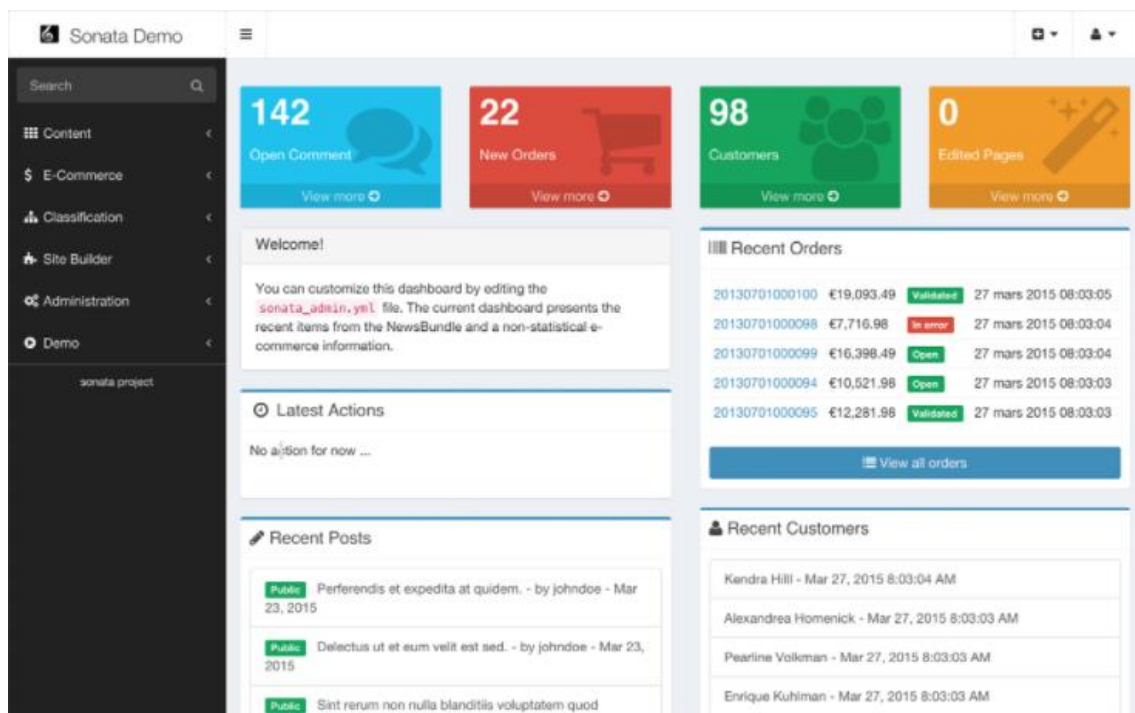 Sonata Demo
Search
Content
$ E-Commerce
Classification
Site Builder
Administration
Demo
sonata project
142
Open Comment
View more
22
New Orders
View more
98
Customers
View more
0
Edited Pages
View more
Welcome!
You can customize this dashboard by editing the
sonata_admin.yml file. The current dashboard presents the
recent items from the NewsBundle and a non-statistical e-
commerce information.
Latest Actions
No action for now ...
Recent Posts
Public Perferendis et expedita at quidem. - by johndoe - Mar
23, 2015
Public Delectus ut et eum velit est sed. - by johndoe - Mar 23,
2015
Public Sint rerum non nulla blanditiis voluptatem quod
Recent Orders
20130701000100 €19,093.49 Validated 27 mars 2015 08:03:05
20130701000098 €7,716.98 In error 27 mars 2015 08:03:04
20130701000099 €16,398.49 Open 27 mars 2015 08:03:04
20130701000094 €10,521.98 Open 27 mars 2015 08:03:03
20130701000095 €12,281.98 Validated 27 mars 2015 08:03:03
View all orders
Recent Customers
Kendra Hilll - Mar 27, 2015 8:03:04 AM
Alexandrea Homenick - Mar 27, 2015 8:03:03 AM
Pearline Volkman - Mar 27, 2015 8:03:03 AM
Enrique Kuhlman - Mar 27, 2015 8:03:03 AM